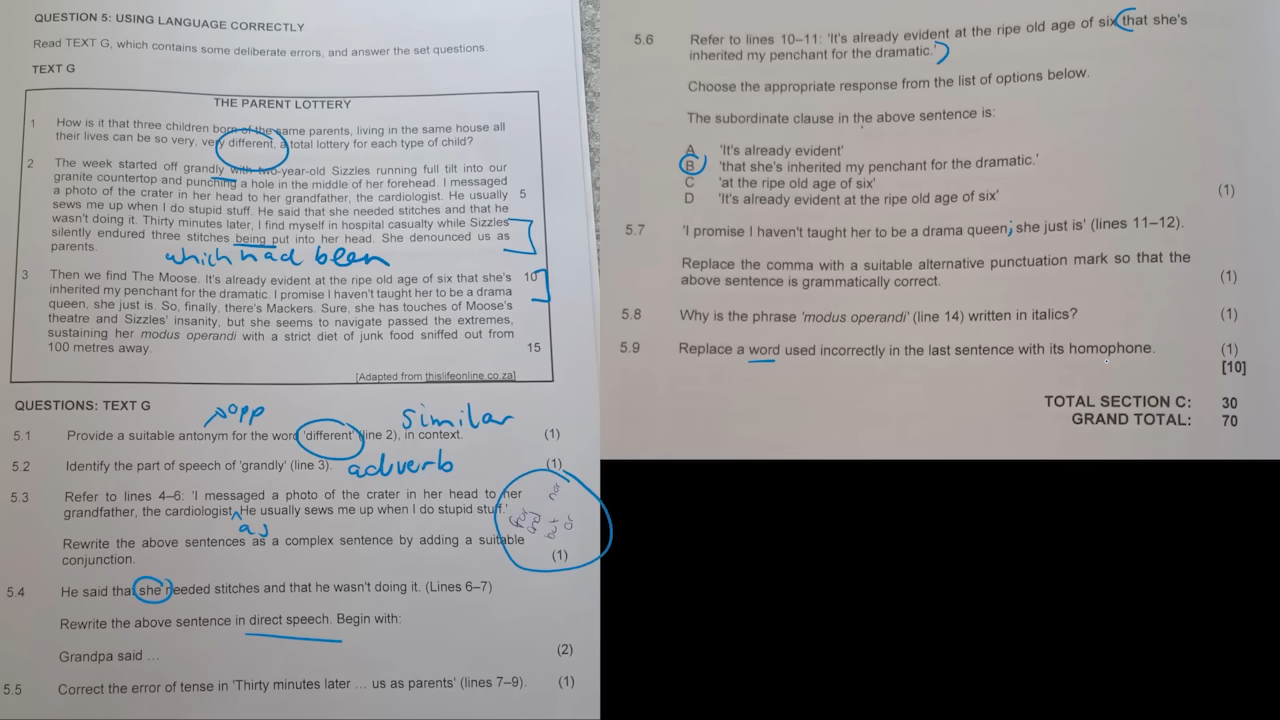 QUESTION 5: USING LANGUAGE CORRECTLY
Read TEXT G, which contains some deliberate errors, and answer the set questions.
TEXT G
THE PARENT LOTTERY
1 How is it that three children born of the same parents, living in the same house all
their lives can be so very, very different, a total lottery for each type of child?
2 The week started off grandly with two-year-old Sizzles running full tilt into our
granite countertop and punching a hole in the middle of her forehead. I messaged
a photo of the crater in her head to her grandfather, the cardiologist. He usually 5
sews me up when I do stupid stuff. He said that she needed stitches and that he
wasn't doing it. Thirty minutes later, I find myself in hospital casualty while Sizzles
silently endured three stitches being put into her head. She denounced us as
parents.
which had been
3 Then we find The Moose. It's already evident at the ripe old age of six that she's 10
inherited my penchant for the dramatic. I promise I haven't taught her to be a drama
queen, she just is. So, finally, there's Mackers. Sure, she has touches of Moose's
theatre and Sizzles' insanity, but she seems to navigate passed the extremes,
sustaining her modus operandi with a strict diet of junk food sniffed out from
100 metres away. 15
[Adapted from thislifeonline.co.za]
QUESTIONS: TEXT G
opp similar
5.1 Provide a suitable antonym for the word 'different' (line 2), in context. (1)
5.2 Identify the part of speech of 'grandly' (line 3). adverb (1)
5.3 Refer to lines 4–6: 'I messaged a photo of the crater in her head to her
grandfather, the cardiologist. He usually sews me up when I do stupid stuff.'
as
for and nor but or
Rewrite the above sentences as a complex sentence by adding a suitable
conjunction. (1)
5.4 He said that she needed stitches and that he wasn't doing it. (Lines 6–7)
Rewrite the above sentence in direct speech. Begin with:
Grandpa said … (2)
5.5 Correct the error of tense in 'Thirty minutes later … us as parents' (lines 7–9). (1)
5.6 Refer to lines 10–11: 'It's already evident at the ripe old age of six that she's
inherited my penchant for the dramatic.'
Choose the appropriate response from the list of options below.
The subordinate clause in the above sentence is:
A 'It's already evident'
B 'that she's inherited my penchant for the dramatic.'
C 'at the ripe old age of six'
D 'It's already evident at the ripe old age of six' (1)
5.7 'I promise I haven't taught her to be a drama queen; she just is' (lines 11–12).
Replace the comma with a suitable alternative punctuation mark so that the
above sentence is grammatically correct. (1)
5.8 Why is the phrase 'modus operandi' (line 14) written in italics? (1)
5.9 Replace a word used incorrectly in the last sentence with its homophone. (1)
[10]
TOTAL SECTION C: 30
GRAND TOTAL: 70